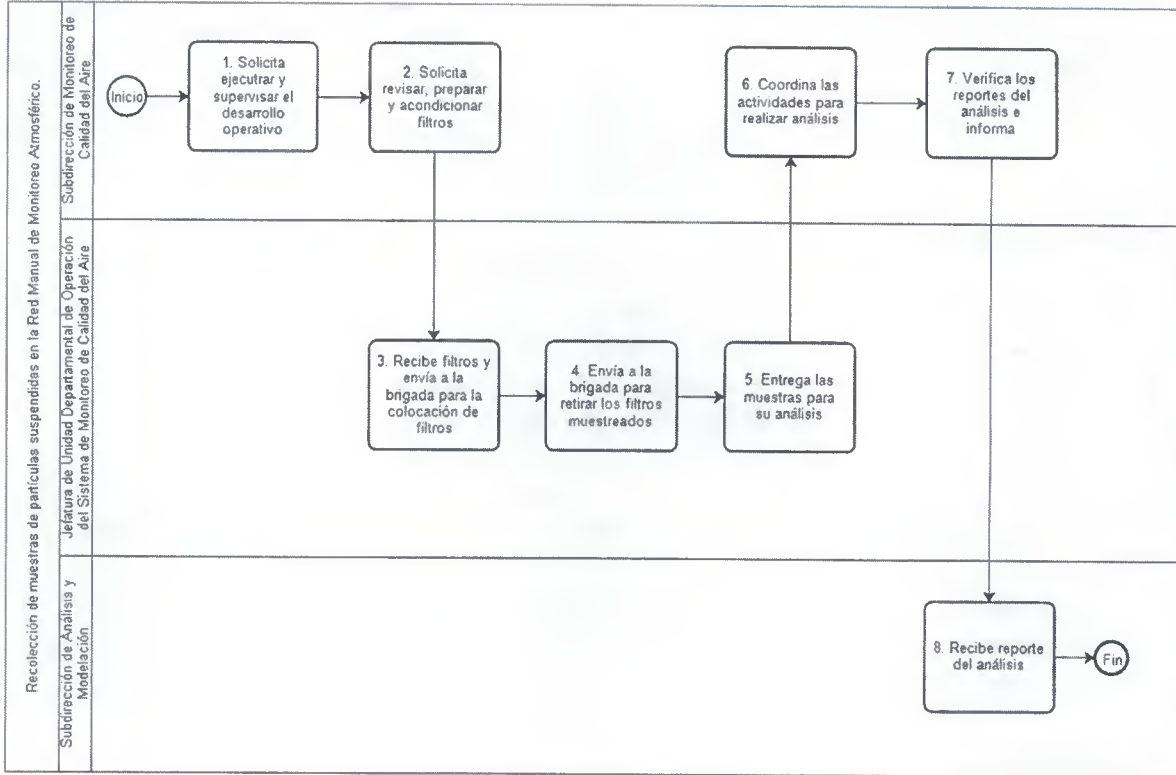 Recolección de muestras de partículas suspendidas en la Red Manual de Monitoreo Atmosférico.
Subdirección de Monitoreo de
Calidad del Aire
Inicio
1. Solicita
ejecutrar y
supervisar el
desarrollo
operativo
2. Solicita
revisar, preparar
y acondicionar
filtros
6. Coordina las
actividades para
realizar análisis
7. Verifica los
reportes del
análisis e
informa
Jefatura de Unidad Departamental de Operación
del Sistema de Monitoreo de Calidad del Aire
3. Recibe filtros y
envía a la
brigada para la
colocación de
filtros
4. Envía a la
brigada para
retirar los filtros
muestreados
5. Entrega las
muestras para
su análisis
Subdirección de Análisis y
Modelación
8. Recibe reporte
del análisis
Fin